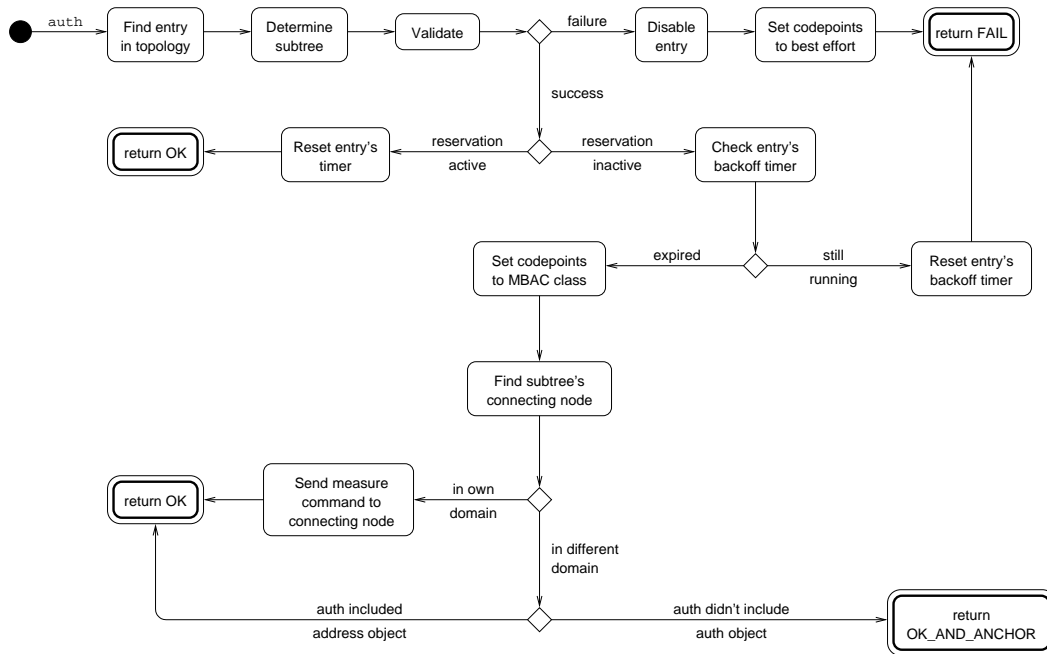 auth
Find entry
in topology
Determine
subtree
Validate
failure
Disable
entry
Set codepoints
to best effort
return FAIL
success
return OK
Reset entry's
timer
reservation
active
reservation
inactive
Check entry's
backoff timer
Set codepoints
to MBAC class
expired
still
running
Reset entry's
backoff timer
Find subtree's
connecting node
return OK
Send measure
command to
connecting node
in own
domain
in different
domain
auth included
address object
auth didn't include
auth object
return
OK_AND_ANCHOR